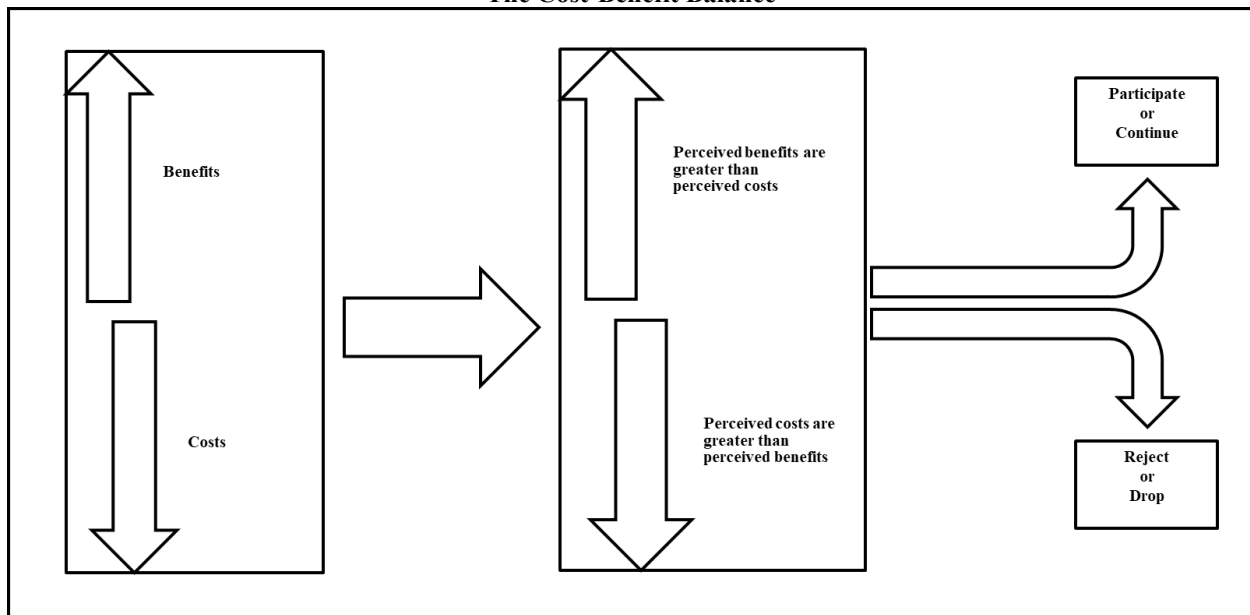 The Cost-Benefit Balance
Benefits
Costs
Perceived benefits are
greater than
perceived costs
Perceived costs are
greater than
perceived benefits
Participate
or
Continue
Reject
or
Drop